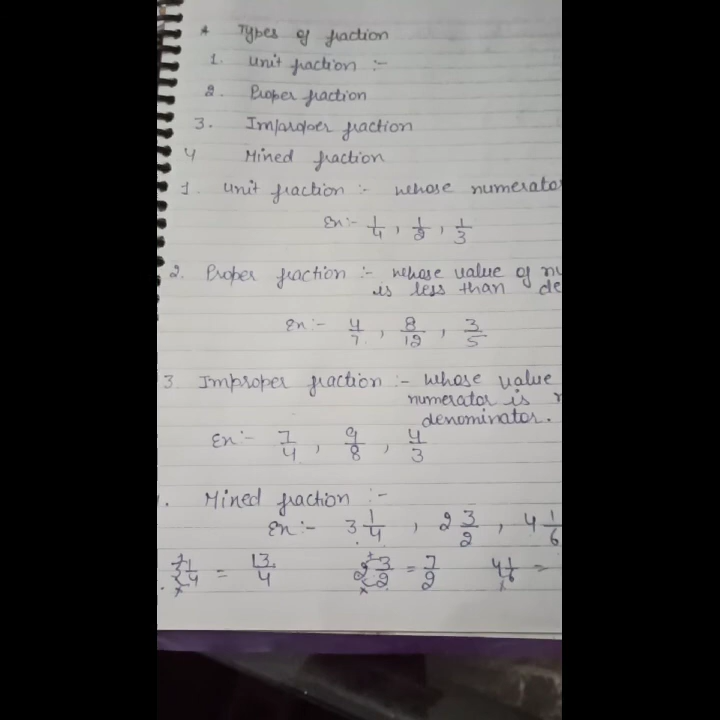 * Types of fraction
1. unit fraction :-
2. Proper fraction
3. Improper fraction
4 Mixed fraction
1. Unit fraction :- whose numerato
Ex:- 1/4 , 1/2 , 1/3
2. Proper fraction :- whose value of nu
is less than de
Ex:- 4/7 , 8/12 , 3/5
3 Improper fraction :- whose value
numerator is
denominator.
Ex:- 7/4 , 9/8 , 4/3
. Mixed fraction :-
Ex:- 3 1/4 , 2 3/2 , 4 1/6
3 1/4 = 13/4 2 3/2 = 7/2 4 1/6 =